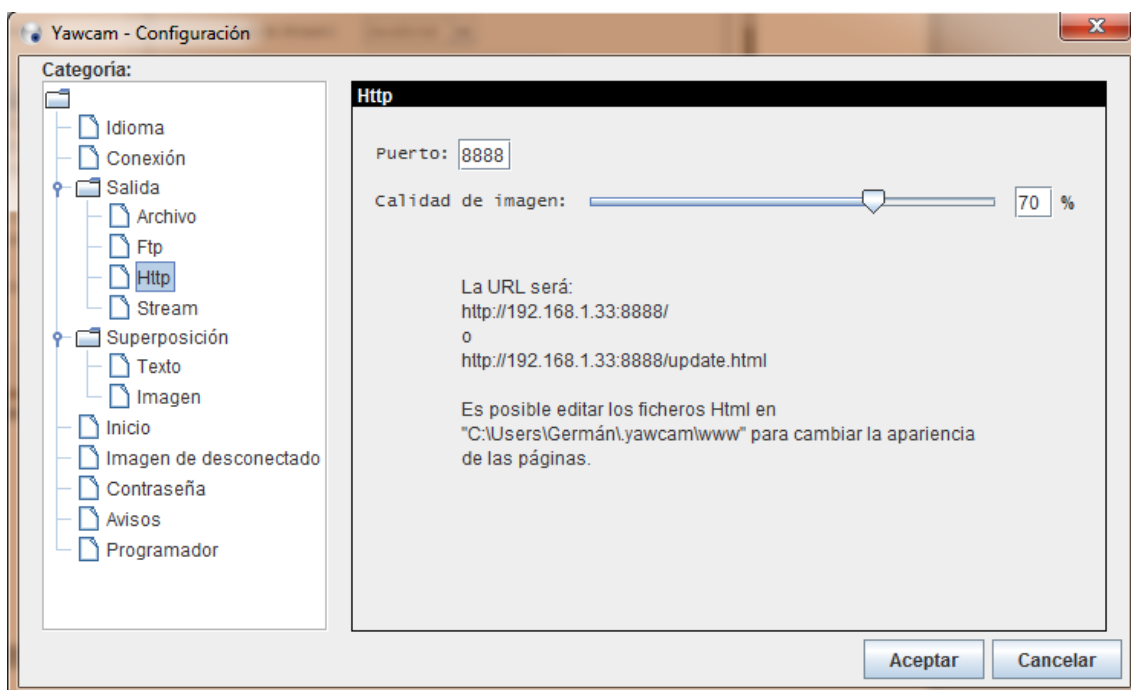 Yawcam - Configuración
Categoría:
Idioma
Conexión
Salida
Archivo
Ftp
Http
Stream
Superposición
Texto
Imagen
Inicio
Imagen de desconectado
Contraseña
Avisos
Programador
Http
Puerto: 8888
Calidad de imagen: 70 %
La URL será:
http://192.168.1.33:8888/
o
http://192.168.1.33:8888/update.html
Es posible editar los ficheros Html en
"C:\Users\Germán\.yawcam\www" para cambiar la apariencia
de las páginas.
Aceptar Cancelar